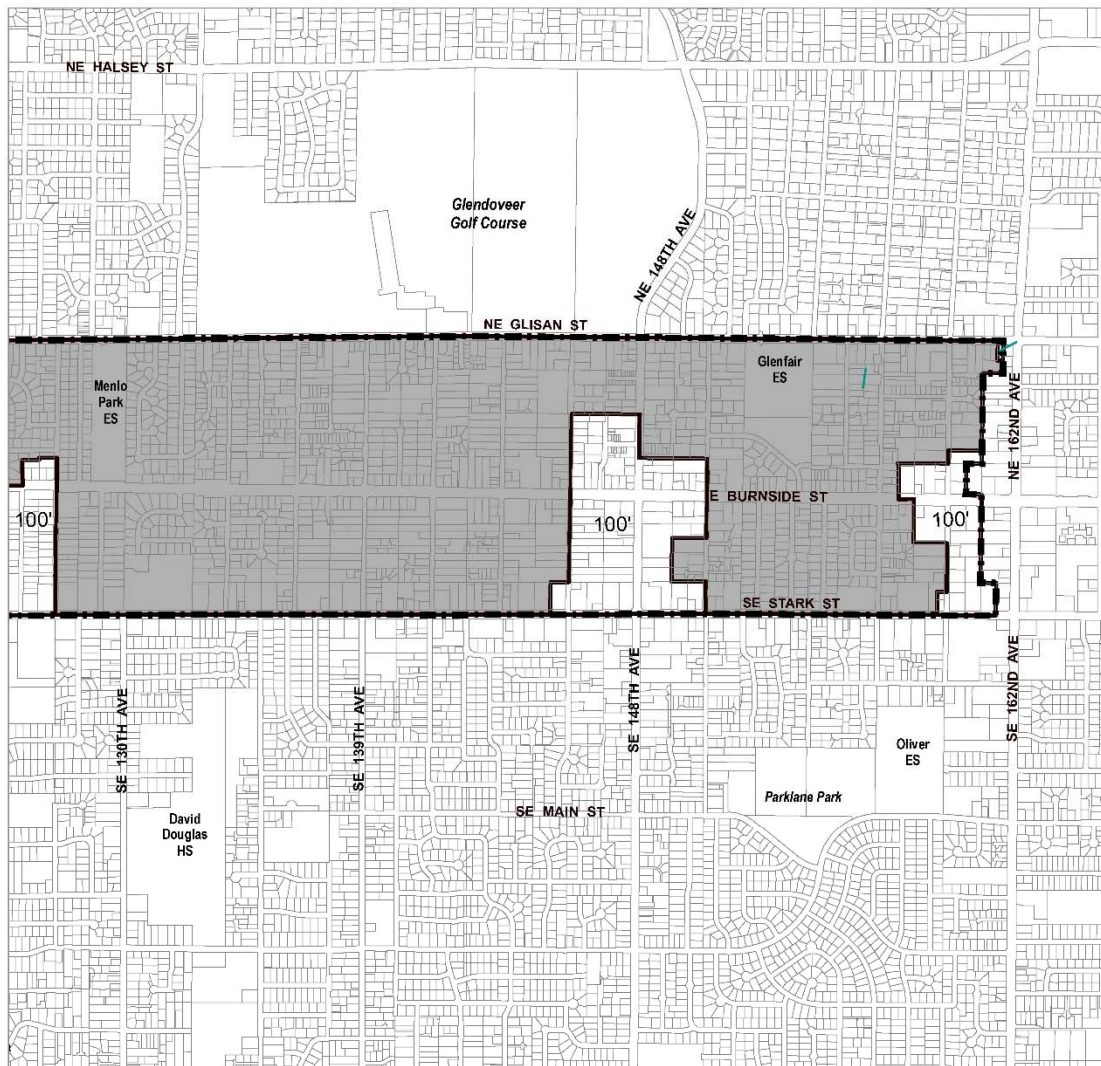 NE HALSEY ST
Glendoveer
Golf Course
NE 148TH AVE
NE GLISAN ST
Menlo
Park
ES
Glenfair
ES
NE 162ND AVE
E BURNSIDE ST
100'
100'
100'
SE STARK ST
SE 130TH AVE
SE 139TH AVE
SE 148TH AVE
SE 162ND AVE
Oliver
ES
Parklane Park
SE MAIN ST
David
Douglas
HS